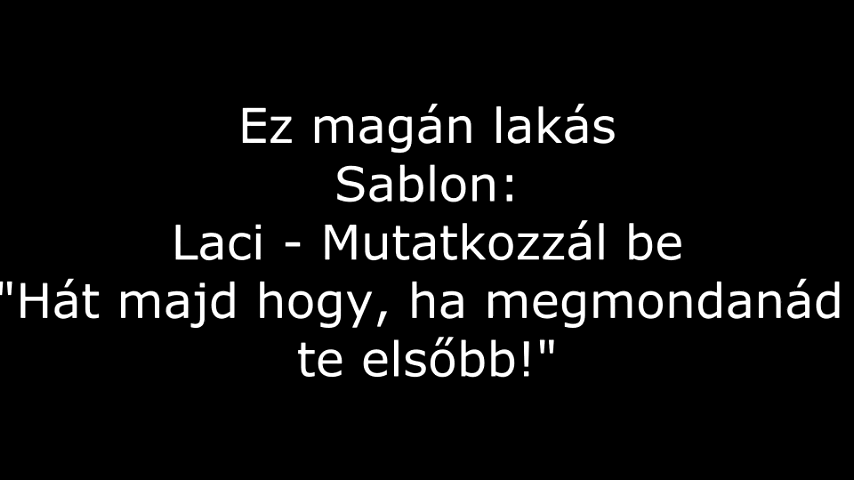 Ez magán lakás
Sablon:
Laci - Mutatkozzál be
"Hát majd hogy, ha megmondanád
te elsőbb!"